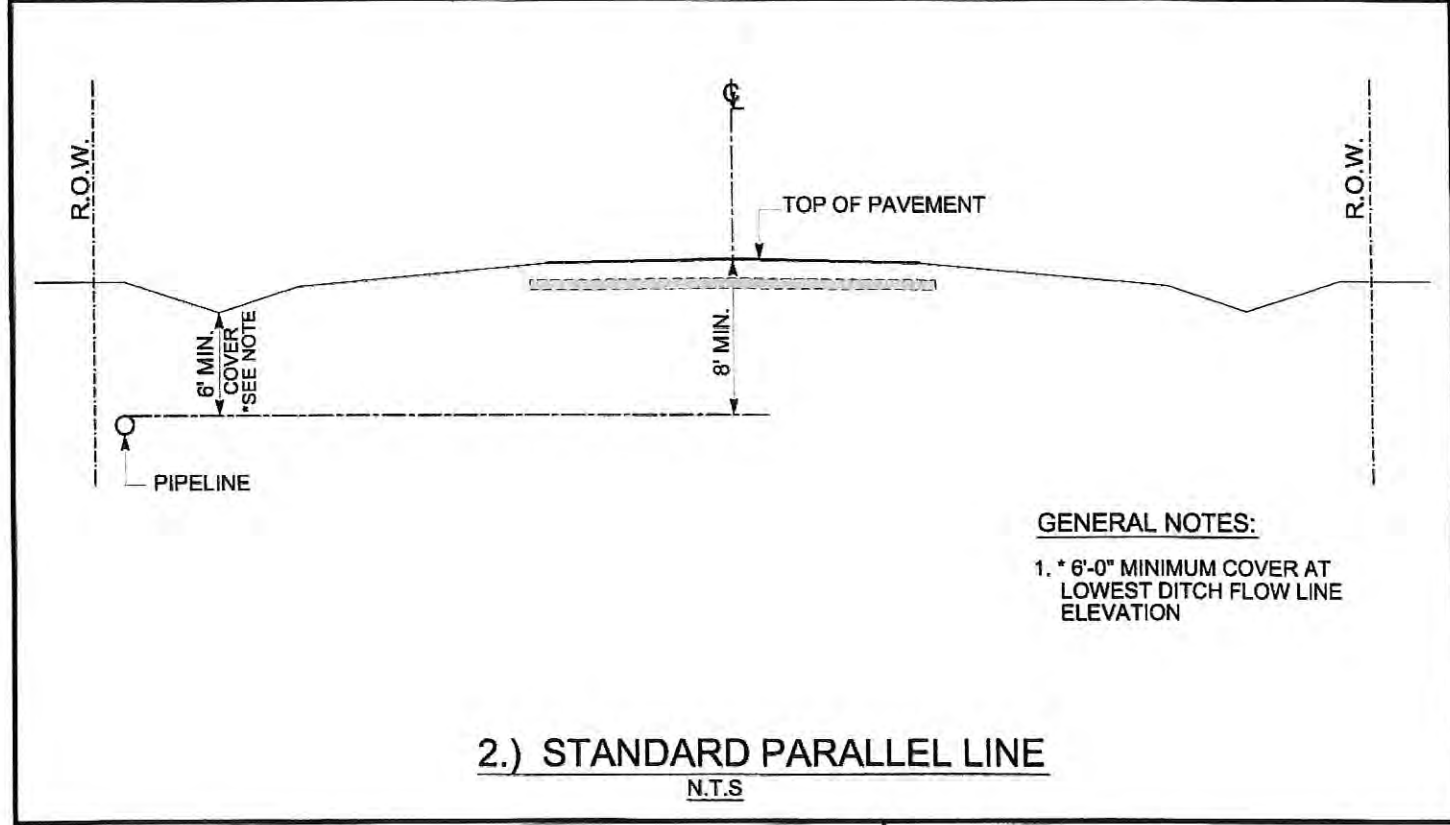 ℄
R.O.W.
R.O.W.
TOP OF PAVEMENT
6' MIN.
COVER
*SEE NOTE
8' MIN.
PIPELINE
GENERAL NOTES:
1. * 6'-0" MINIMUM COVER AT
LOWEST DITCH FLOW LINE
ELEVATION
2.) STANDARD PARALLEL LINE
N.T.S